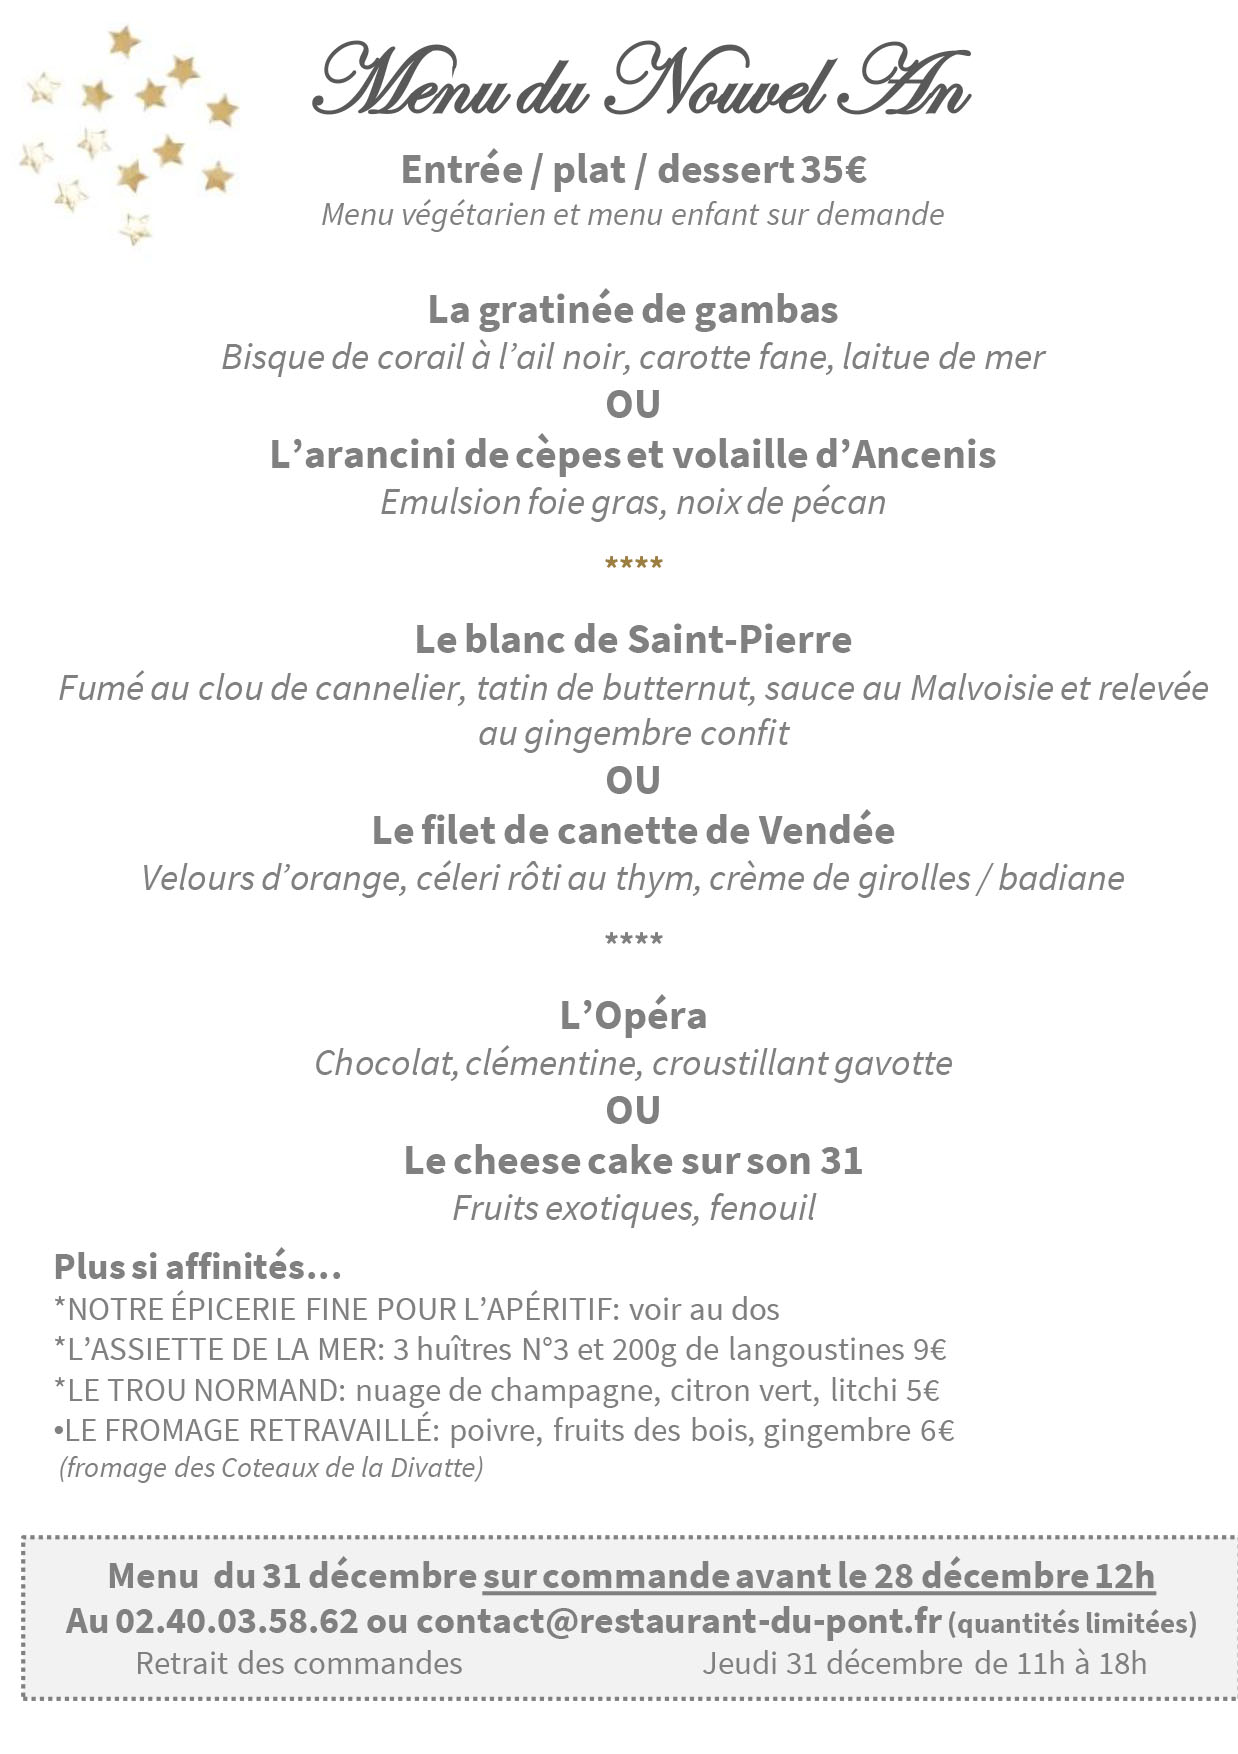 Menu du Nouvel An
Entrée / plat / dessert 35€
Menu végétarien et menu enfant sur demande
La gratinée de gambas
Bisque de corail à l’ail noir, carotte fane, laitue de mer
OU
L’arancini de cèpes et volaille d’Ancenis
Emulsion foie gras, noix de pécan
****
Le blanc de Saint-Pierre
Fumé au clou de cannelier, tatin de butternut, sauce au Malvoisie et relevée
au gingembre confit
OU
Le filet de canette de Vendée
Velours d’orange, céleri rôti au thym, crème de girolles / badiane
****
L’Opéra
Chocolat, clémentine, croustillant gavotte
OU
Le cheese cake sur son 31
Fruits exotiques, fenouil
Plus si affinités…
*NOTRE ÉPICERIE FINE POUR L’APÉRITIF: voir au dos
*L’ASSIETTE DE LA MER: 3 huîtres N°3 et 200g de langoustines 9€
*LE TROU NORMAND: nuage de champagne, citron vert, litchi 5€
•LE FROMAGE RETRAVAILLÉ: poivre, fruits des bois, gingembre 6€
(fromage des Coteaux de la Divatte)
Menu du 31 décembre sur commande avant le 28 décembre 12h
Au 02.40.03.58.62 ou contact@restaurant-du-pont.fr (quantités limitées)
Retrait des commandes Jeudi 31 décembre de 11h à 18h